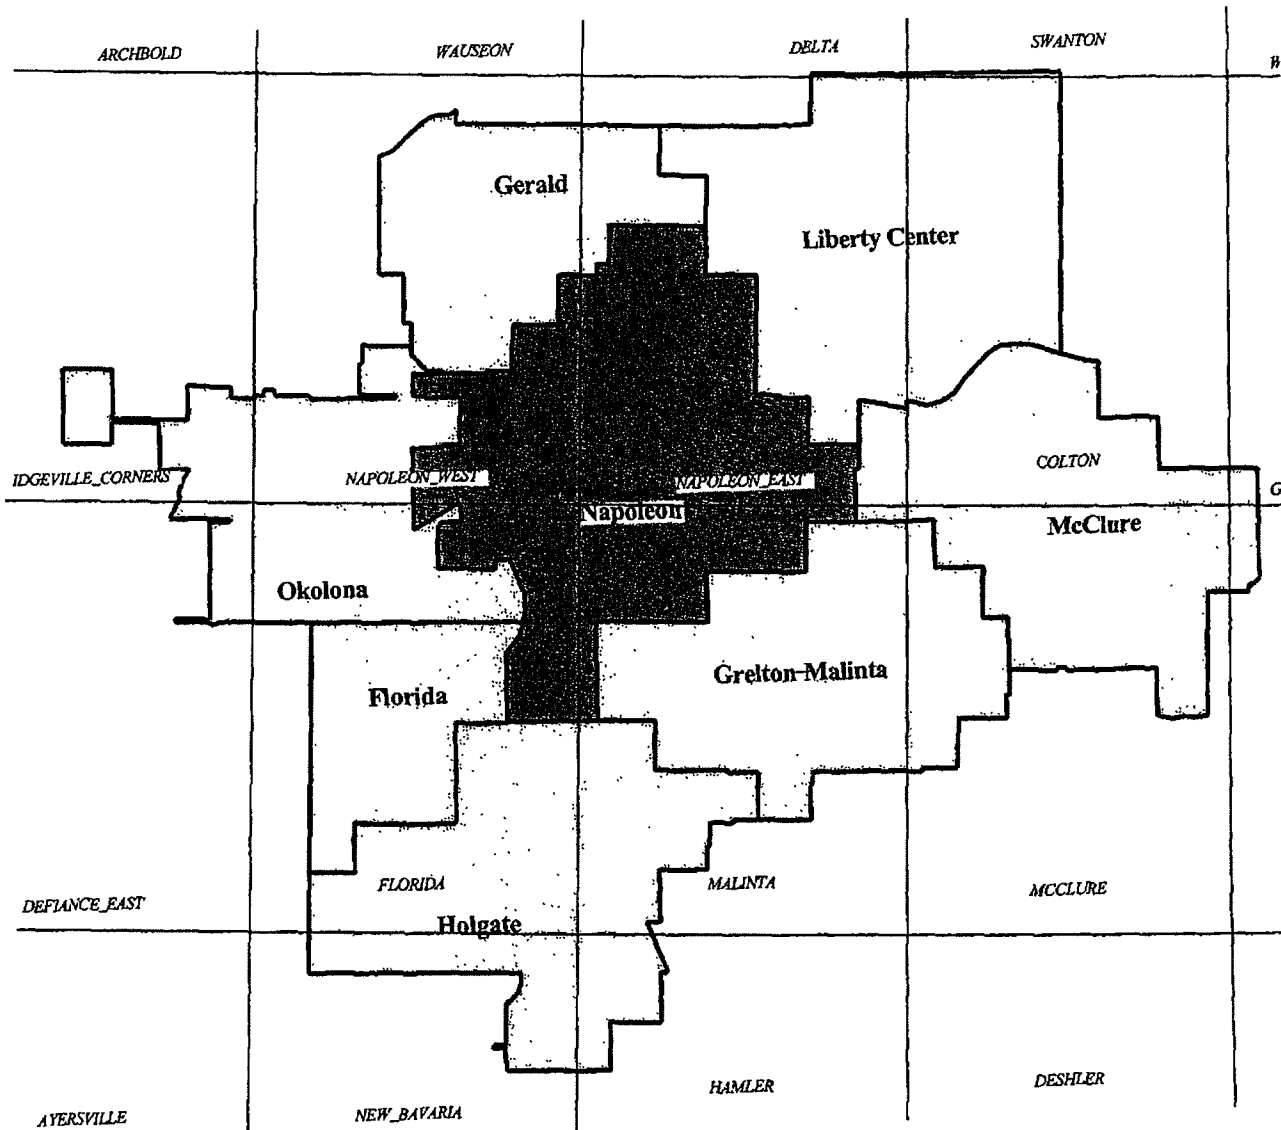 ARCHBOLD
WAUSEON
DELTA
SWANTON
W
Gerald
Liberty Center
IDGEVILLE_CORNERS
NAPOLEON_WEST
NAPOLEON_EAST
COLTON
G
Napoleon
McClure
Okolona
Florida
Grelton-Malinta
FLORIDA
MALINTA
MCCLURE
DEFIANCE_EAST
Holgate
AYERSVILLE
NEW_BAVARIA
HAMLER
DESHLER